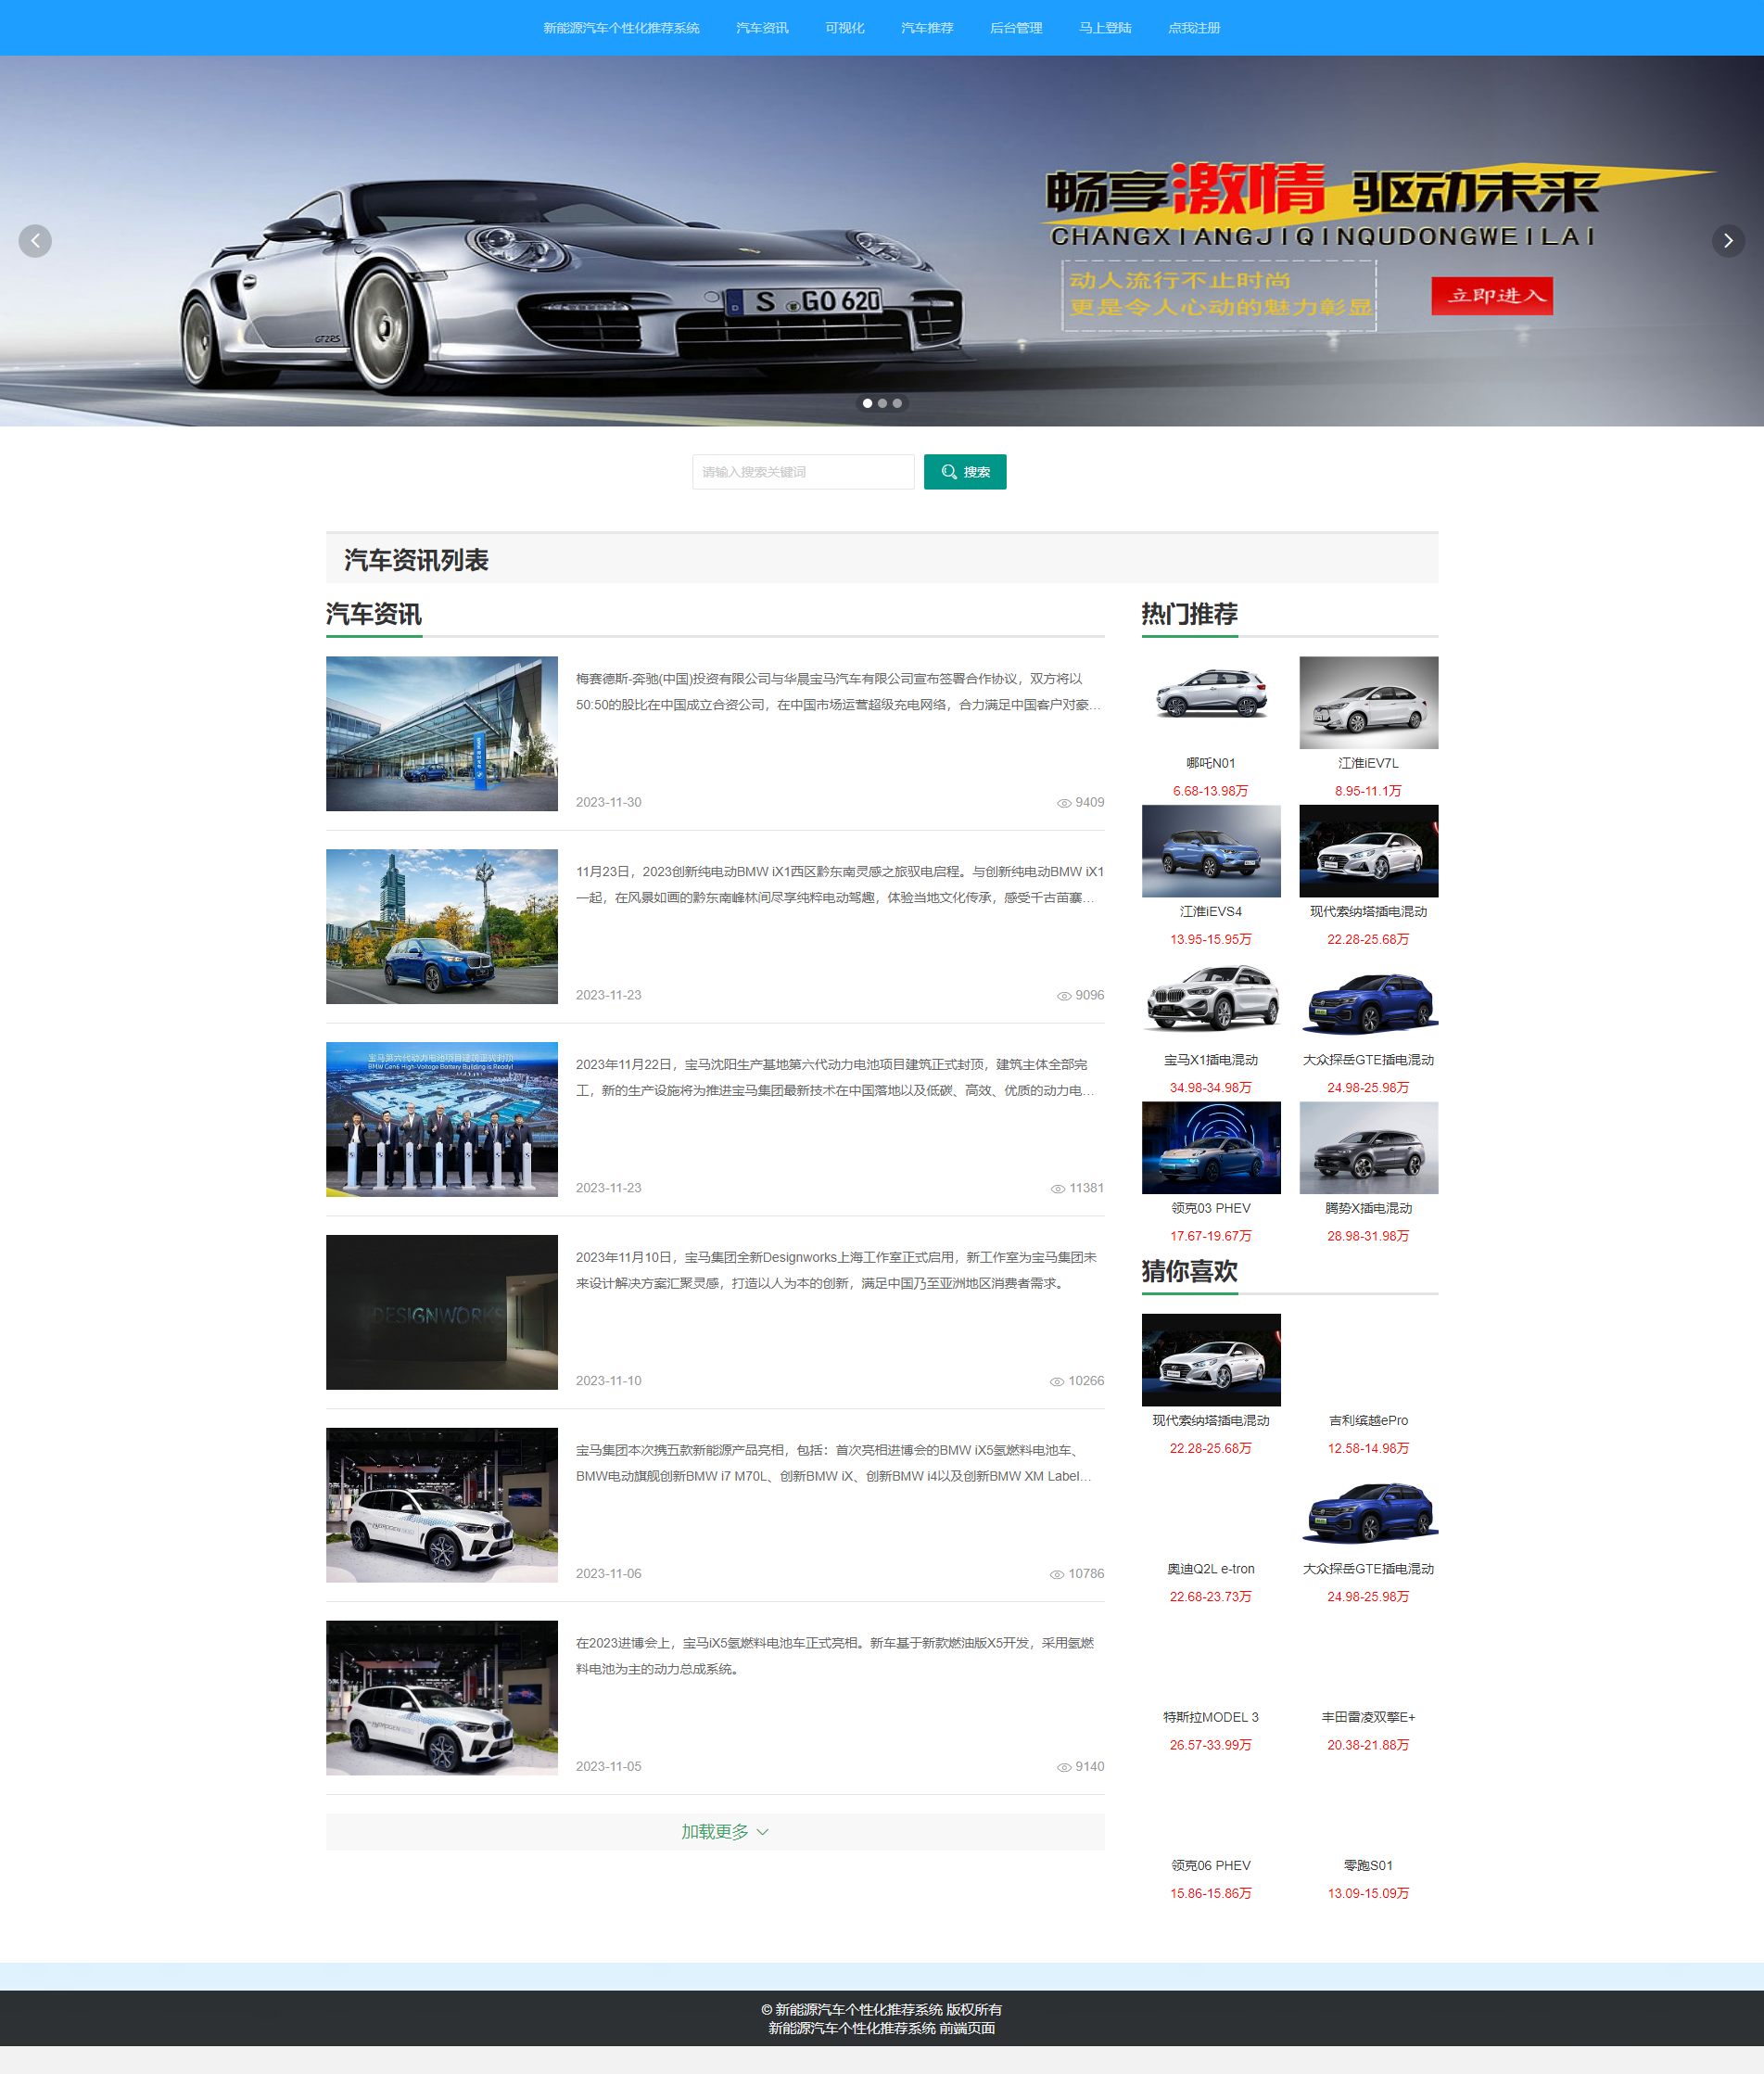 新能源汽车个性化推荐系统 汽车资讯 可视化 汽车推荐 后台管理 马上登陆 点我注册
畅享激情 驱动未来
CHANGXIANGJIQINQUDONGWEILAI
动人流行不止时尚
更是令人心动的魅力彰显
立即进入
S GO 620
GT2RS
请输入搜索关键词 搜索
汽车资讯列表
汽车资讯
梅赛德斯-奔驰(中国)投资有限公司与华晨宝马汽车有限公司宣布签署合作协议，双方将以
50:50的股比在中国成立合资公司，在中国市场运营超级充电网络，合力满足中国客户对豪...
2023-11-30 9409
11月23日，2023创新纯电动BMW iX1西区黔东南灵感之旅驭电启程。与创新纯电动BMW iX1
一起，在风景如画的黔东南峰林间尽享纯粹电动驾趣，体验当地文化传承，感受千古苗寨...
2023-11-23 9096
宝马第六代动力电池项目建筑正式封顶
BMW Gen6 High-Voltage Battery Building is Ready!
2023年11月22日，宝马沈阳生产基地第六代动力电池项目建筑正式封顶，建筑主体全部完
工，新的生产设施将为推进宝马集团最新技术在中国落地以及低碳、高效、优质的动力电...
2023-11-23 11381
DESIGNWORKS
2023年11月10日，宝马集团全新Designworks上海工作室正式启用，新工作室为宝马集团未
来设计解决方案汇聚灵感，打造以人为本的创新，满足中国乃至亚洲地区消费者需求。
2023-11-10 10266
宝马集团本次携五款新能源产品亮相，包括：首次亮相进博会的BMW iX5氢燃料电池车、
BMW电动旗舰创新BMW i7 M70L、创新BMW iX、创新BMW i4以及创新BMW XM Label...
2023-11-06 10786
在2023进博会上，宝马iX5氢燃料电池车正式亮相。新车基于新款燃油版X5开发，采用氢燃
料电池为主的动力总成系统。
2023-11-05 9140
加载更多
热门推荐
哪吒N01 江淮iEV7L
6.68-13.98万 8.95-11.1万
江淮iEVS4 现代索纳塔插电混动
13.95-15.95万 22.28-25.68万
宝马X1插电混动 大众探岳GTE插电混动
34.98-34.98万 24.98-25.98万
领克03 PHEV 腾势X插电混动
17.67-19.67万 28.98-31.98万
猜你喜欢
现代索纳塔插电混动 吉利缤越ePro
22.28-25.68万 12.58-14.98万
奥迪Q2L e-tron 大众探岳GTE插电混动
22.68-23.73万 24.98-25.98万
特斯拉MODEL 3 丰田雷凌双擎E+
26.57-33.99万 20.38-21.88万
领克06 PHEV 零跑S01
15.86-15.86万 13.09-15.09万
© 新能源汽车个性化推荐系统 版权所有
新能源汽车个性化推荐系统 前端页面